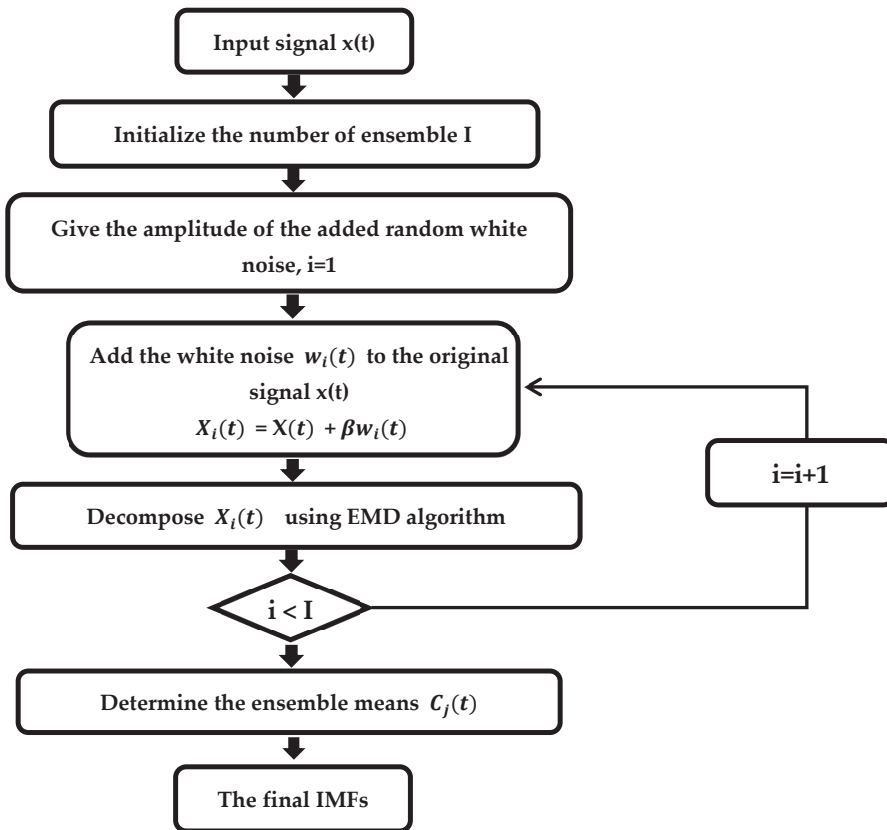 Input signal x(t)
Initialize the number of ensemble I
Give the amplitude of the added random white
noise, i=1
Add the white noise w_i(t) to the original
signal x(t)
X_i(t) = X(t) + βw_i(t)
Decompose X_i(t) using EMD algorithm
i < I
i=i+1
Determine the ensemble means C_j(t)
The final IMFs